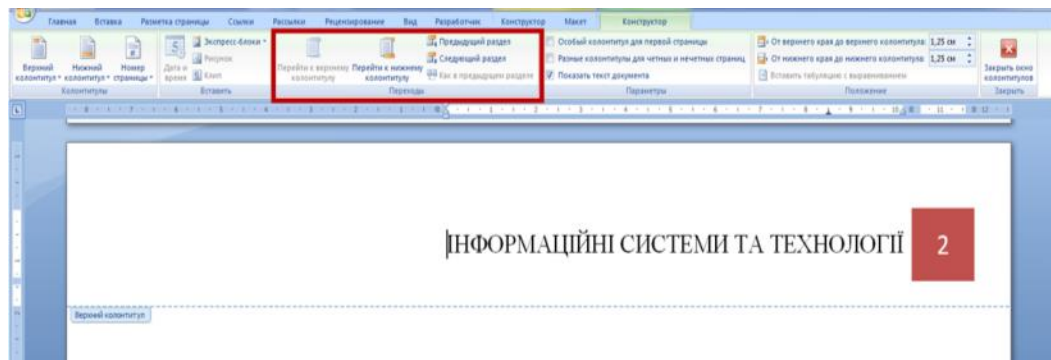 Главная Вставка Разметка страницы Ссылки Рассылки Рецензирование Вид Разработчик Конструктор Макет Конструктор
Верхний колонтитул
Нижний колонтитул
Номер страницы
Колонтитулы
Дата и время
Экспресс-блоки
Рисунок
Клип
Вставить
Перейти к верхнему колонтитулу
Перейти к нижнему колонтитулу
Предыдущий раздел
Следующий раздел
Как в предыдущем разделе
Переходы
Особый колонтитул для первой страницы
Разные колонтитулы для четных и нечетных страниц
Показать текст документа
Параметры
От верхнего края до верхнего колонтитула: 1,25 см
От нижнего края до нижнего колонтитула: 1,25 см
Вставить табуляцию с выравниванием
Положение
Закрыть окно колонтитулов
Закрыть
ІНФОРМАЦІЙНІ СИСТЕМИ ТА ТЕХНОЛОГІЇ 2
Верхний колонтитул